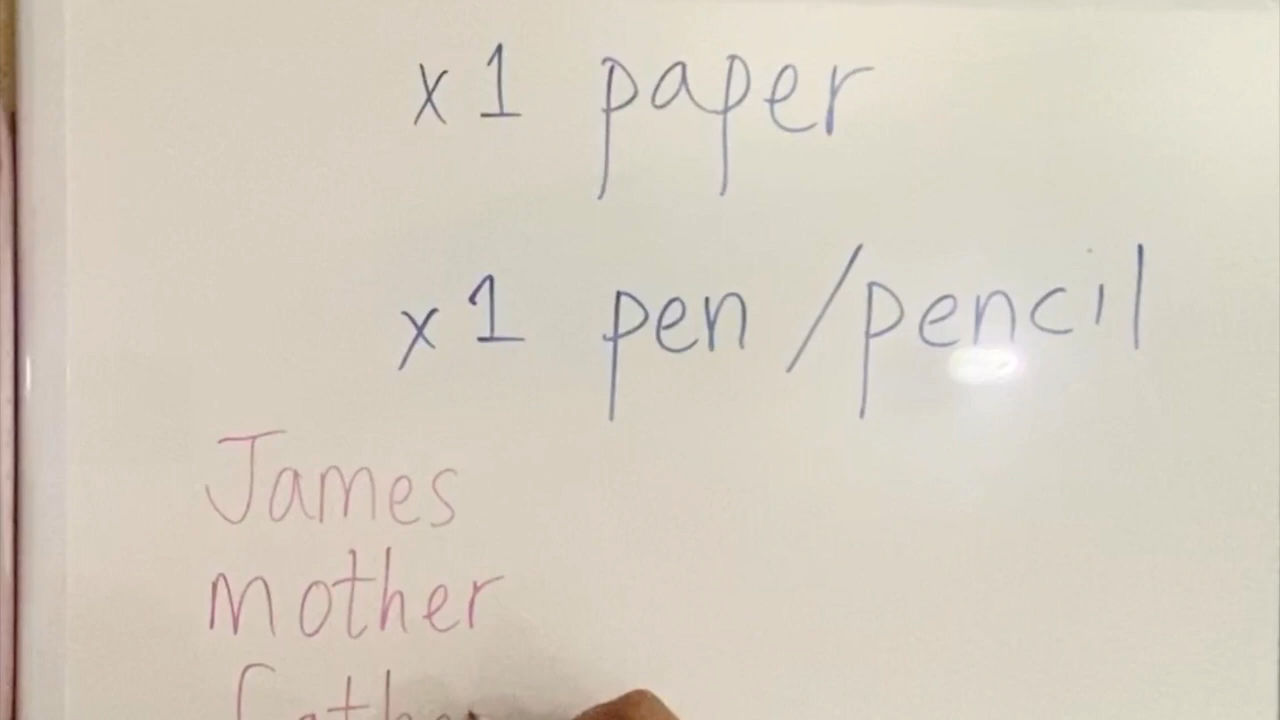 x1 paper
x1 pen/pencil
James
mother